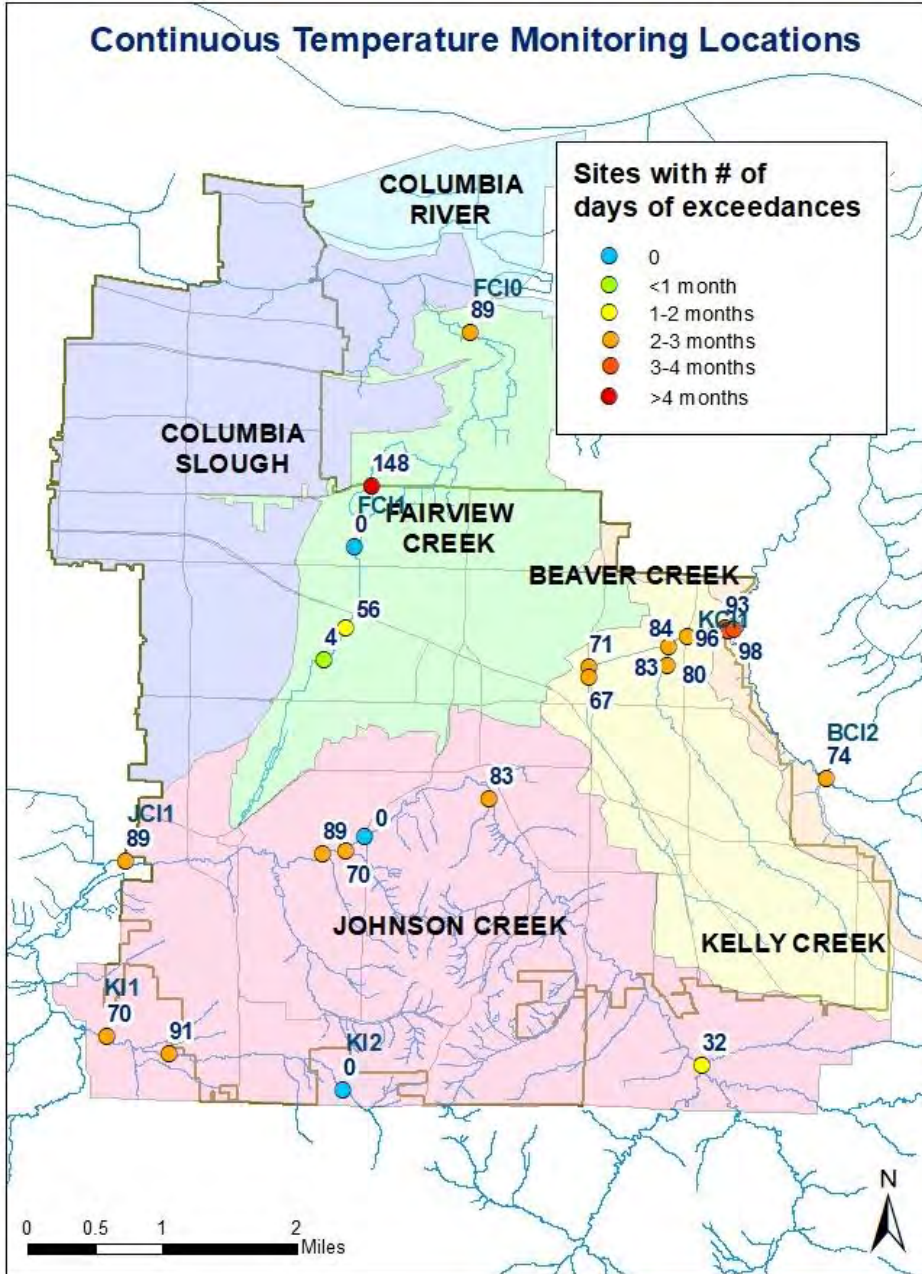 Continuous Temperature Monitoring Locations
Sites with # of
days of exceedances
0
<1 month
1-2 months
2-3 months
3-4 months
>4 months
COLUMBIA
RIVER
FCI0
89
COLUMBIA
SLOUGH
148
FCI1
0
FAIRVIEW
CREEK
BEAVER CREEK
56
4
93
KCI1
84
96
71
98
83
80
67
BCI2
74
83
JCI1
89
0
89
70
JOHNSON CREEK
KELLY CREEK
KI1
70
91
KI2
0
32
N
0
0.5
1
2
Miles